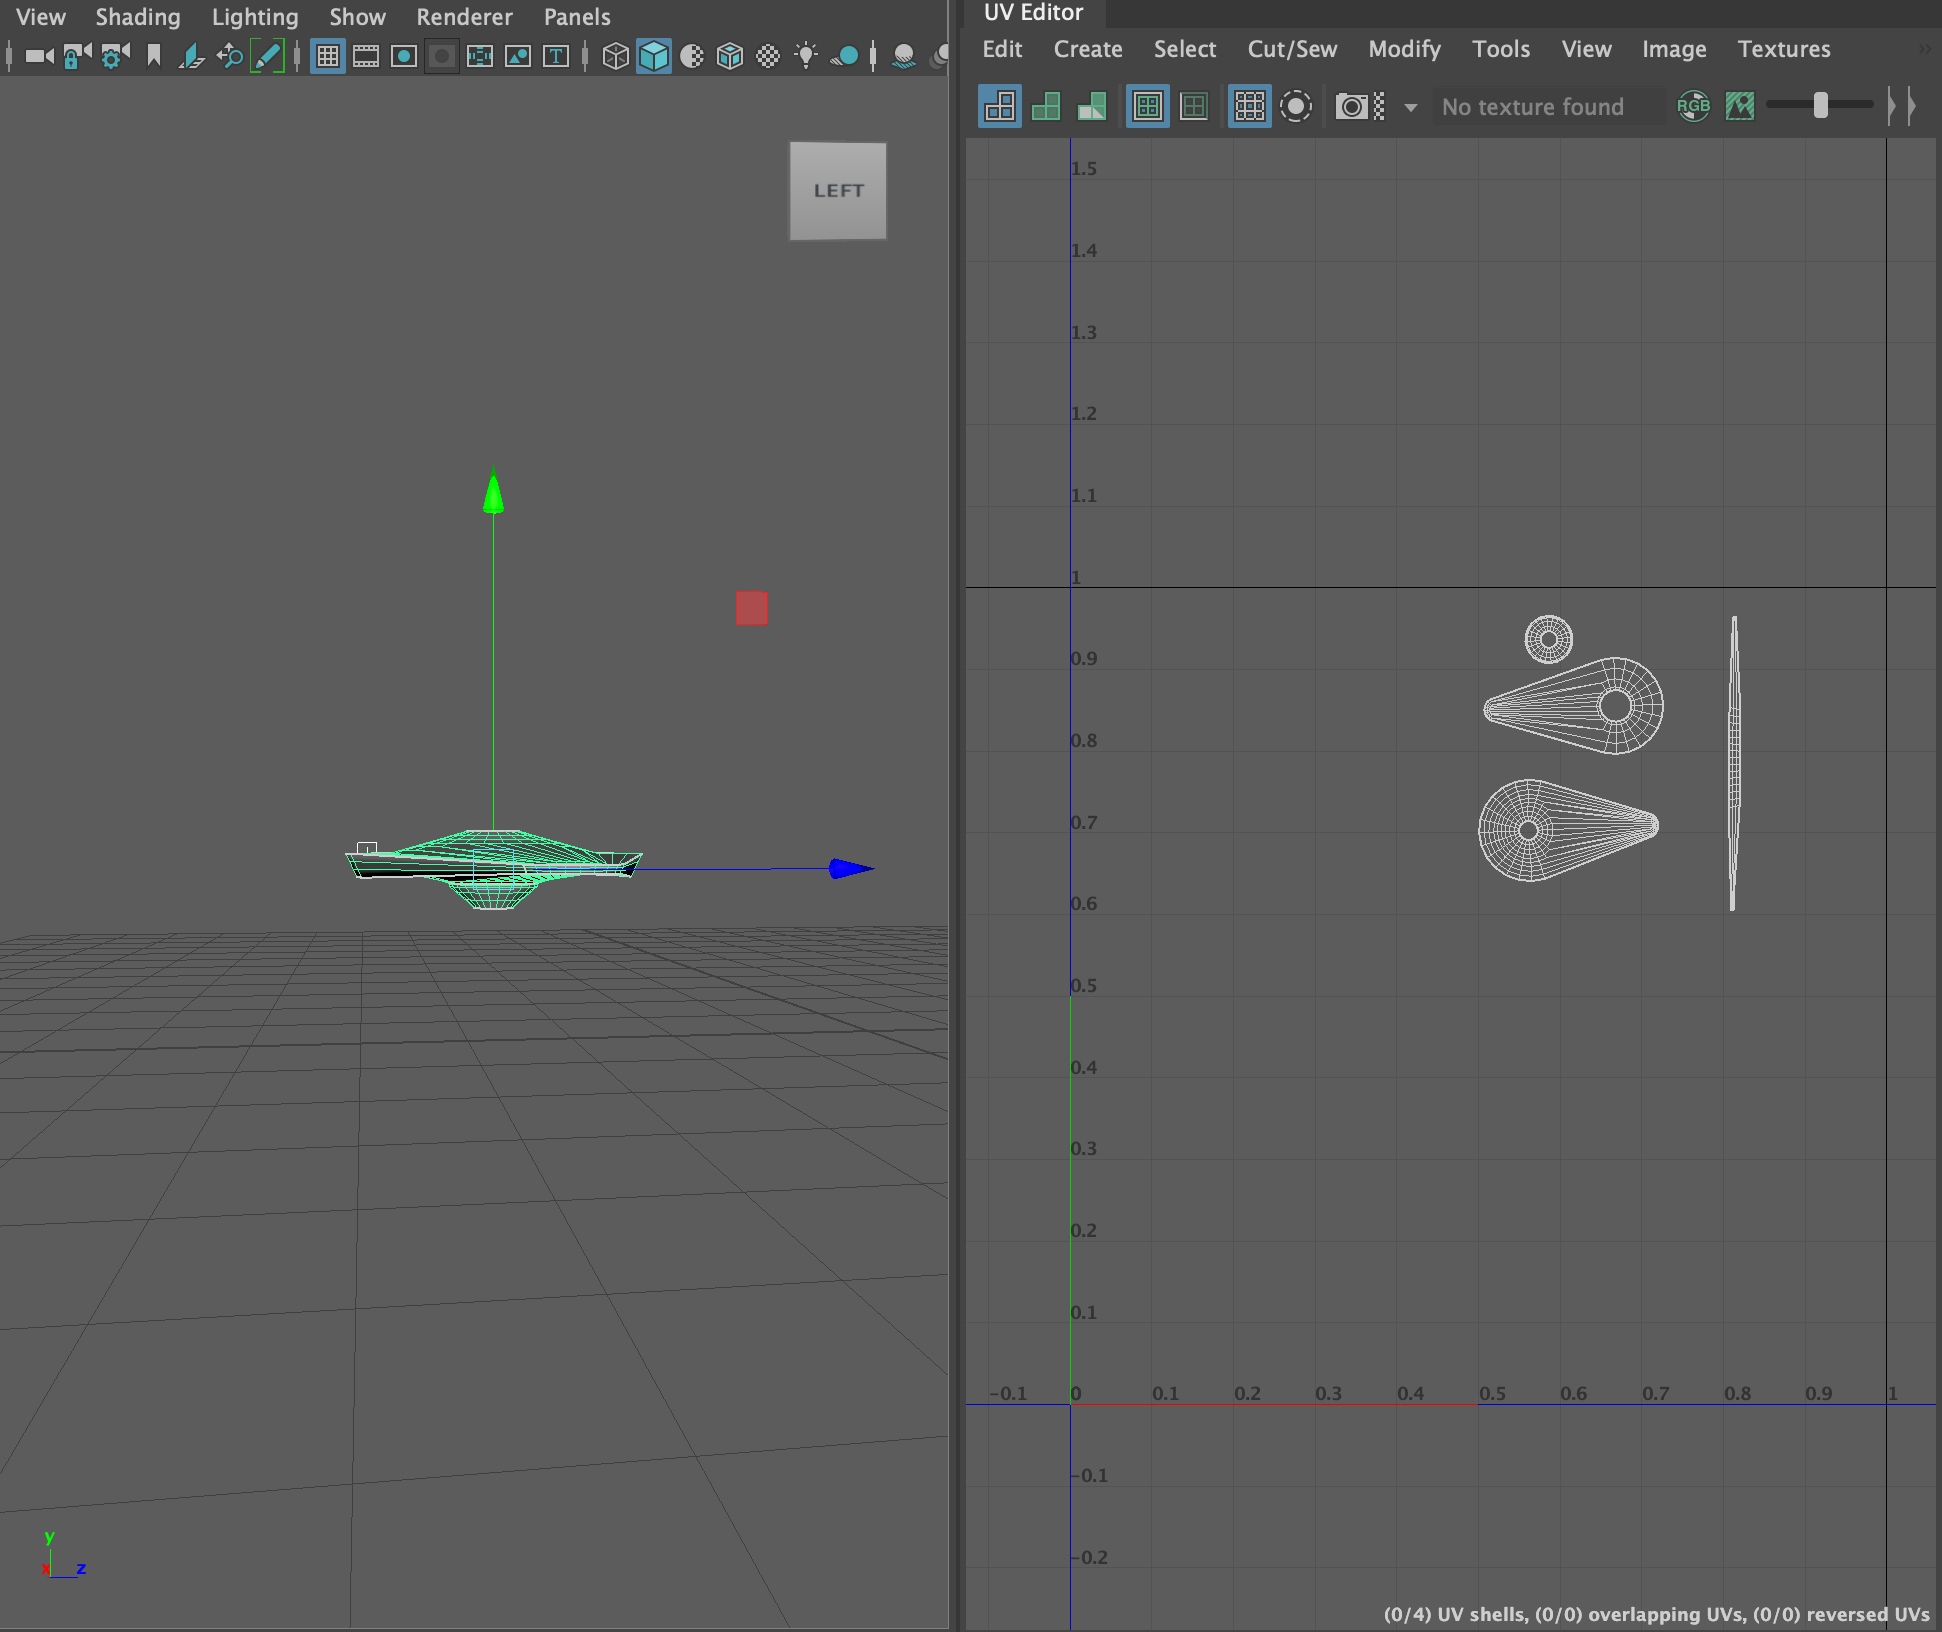 View Shading Lighting Show Renderer Panels
T
LEFT
y
x z
UV Editor
Edit Create Select Cut/Sew Modify Tools View Image Textures
No texture found RGB
1.5
1.4
1.3
1.2
1.1
1
0.9
0.8
0.7
0.6
0.5
0.4
0.3
0.2
0.1
-0.1 0 0.1 0.2 0.3 0.4 0.5 0.6 0.7 0.8 0.9 1
-0.1
-0.2
(0/4) UV shells, (0/0) overlapping UVs, (0/0) reversed UVs